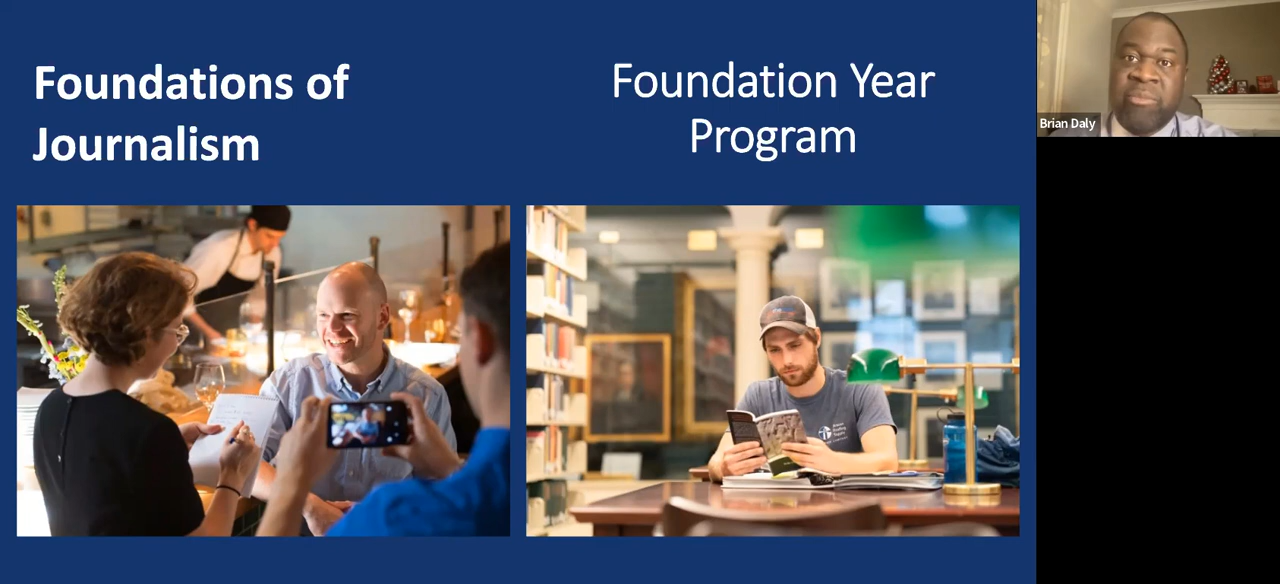 Foundations of
Journalism
Foundation Year
Program
Brian Daly